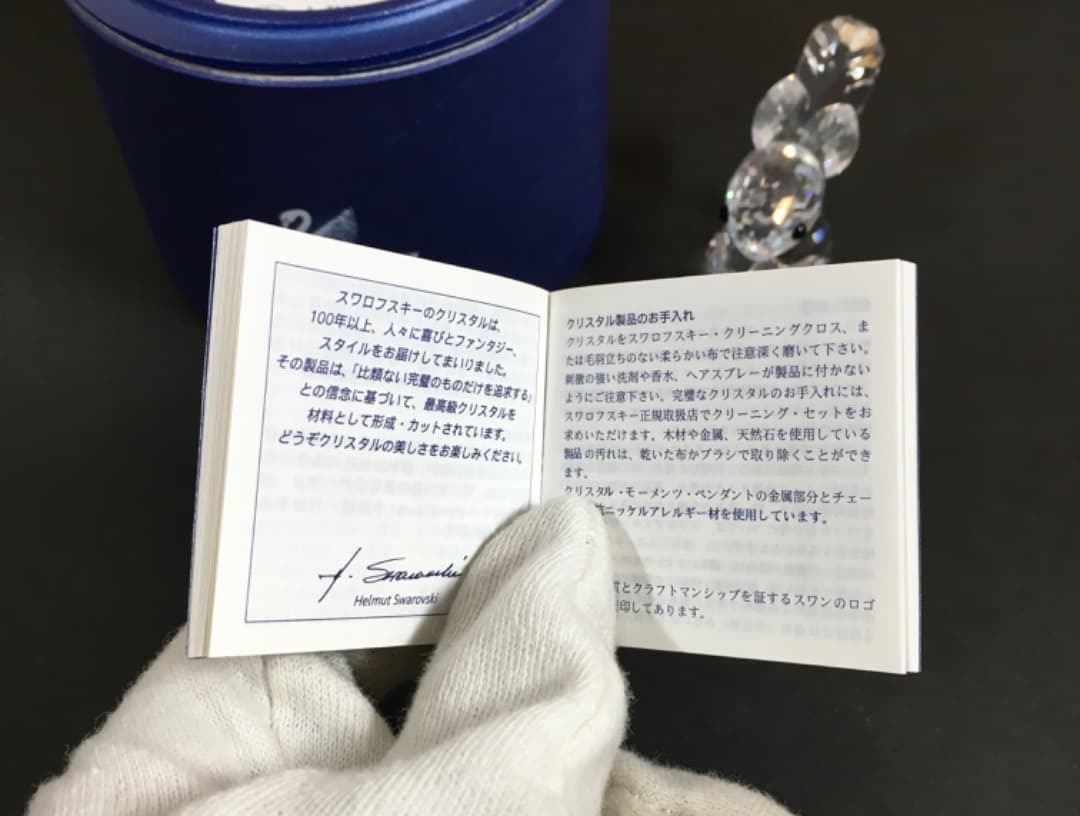 スワロフスキーのクリスタルは、
100年以上、人々に喜びとファンタジー、
スタイルをお届けしてまいりました。
その製品は、「比類ない完璧のものだけを追求する」
との信念に基づいて、最高級クリスタルを
材料として形成・カットされています。
どうぞクリスタルの美しさをお楽しみください。
Helmut Swarovski
クリスタル製品のお手入れ
クリスタルをスワロフスキー・クリーニングクロス、ま
たは毛羽立ちのない柔らかい布で注意深く磨いて下さい。
刺激の強い洗剤や香水、ヘアスプレーが製品に付かない
ようにご注意下さい。完璧なクリスタルのお手入れには、
スワロフスキー正規取扱店でクリーニング・セットをお
求めいただけます。木材や金属、天然石を使用している
製品の汚れは、乾いた布かブラシで取り除くことができ
ます。
クリスタル・モーメンツ・ペンダントの金属部分とチェー
ニッケルアレルギー材を使用しています。
とクラフトマンシップを証するスワンのロゴ
印してあります。